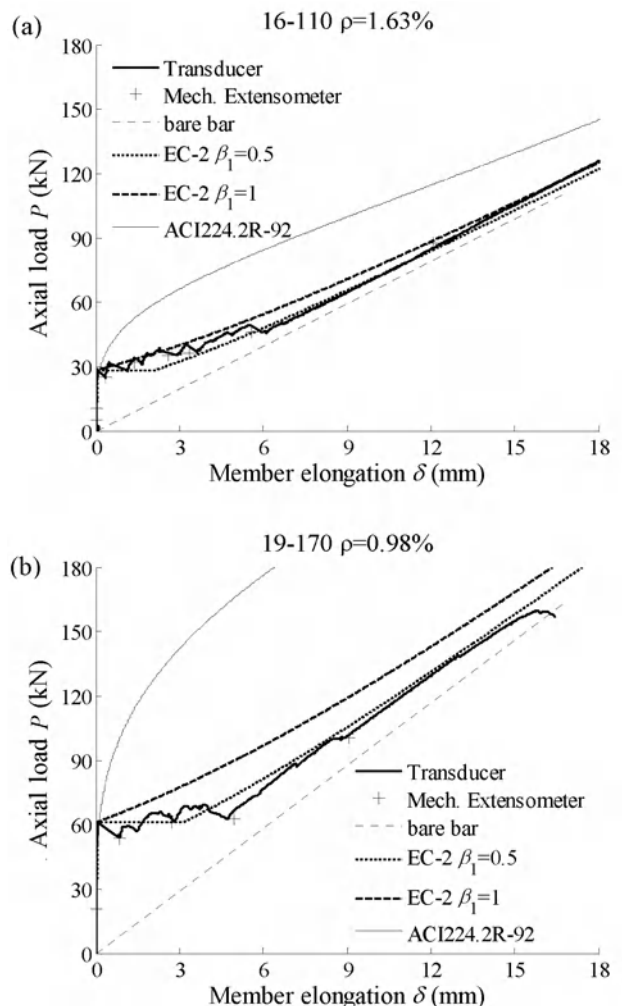 (a)
16-110 ρ=1.63%
180
150
120
90
60
30
0
Axial load P (kN)
Transducer
Mech. Extensometer
bare bar
EC-2 β₁=0.5
EC-2 β₁=1
ACI224.2R-92
0 3 6 9 12 15 18
Member elongation δ (mm)
(b)
19-170 ρ=0.98%
180
150
120
90
60
30
0
Axial load P (kN)
Transducer
Mech. Extensometer
bare bar
EC-2 β₁=0.5
EC-2 β₁=1
ACI224.2R-92
0 3 6 9 12 15 18
Member elongation δ (mm)